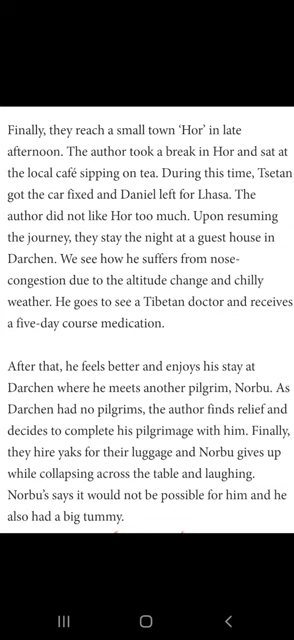 Finally, they reach a small town ‘Hor’ in late
afternoon. The author took a break in Hor and sat at
the local café sipping on tea. During this time, Tsetan
got the car fixed and Daniel left for Lhasa. The
author did not like Hor too much. Upon resuming
the journey, they stay the night at a guest house in
Darchen. We see how he suffers from nose-
congestion due to the altitude change and chilly
weather. He goes to see a Tibetan doctor and receives
a five-day course medication.

After that, he feels better and enjoys his stay at
Darchen where he meets another pilgrim, Norbu. As
Darchen had no pilgrims, the author finds relief and
decides to complete his pilgrimage with him. Finally,
they hire yaks for their luggage and Norbu gives up
while collapsing across the table and laughing.
Norbu’s says it would not be possible for him and he
also had a big tummy.